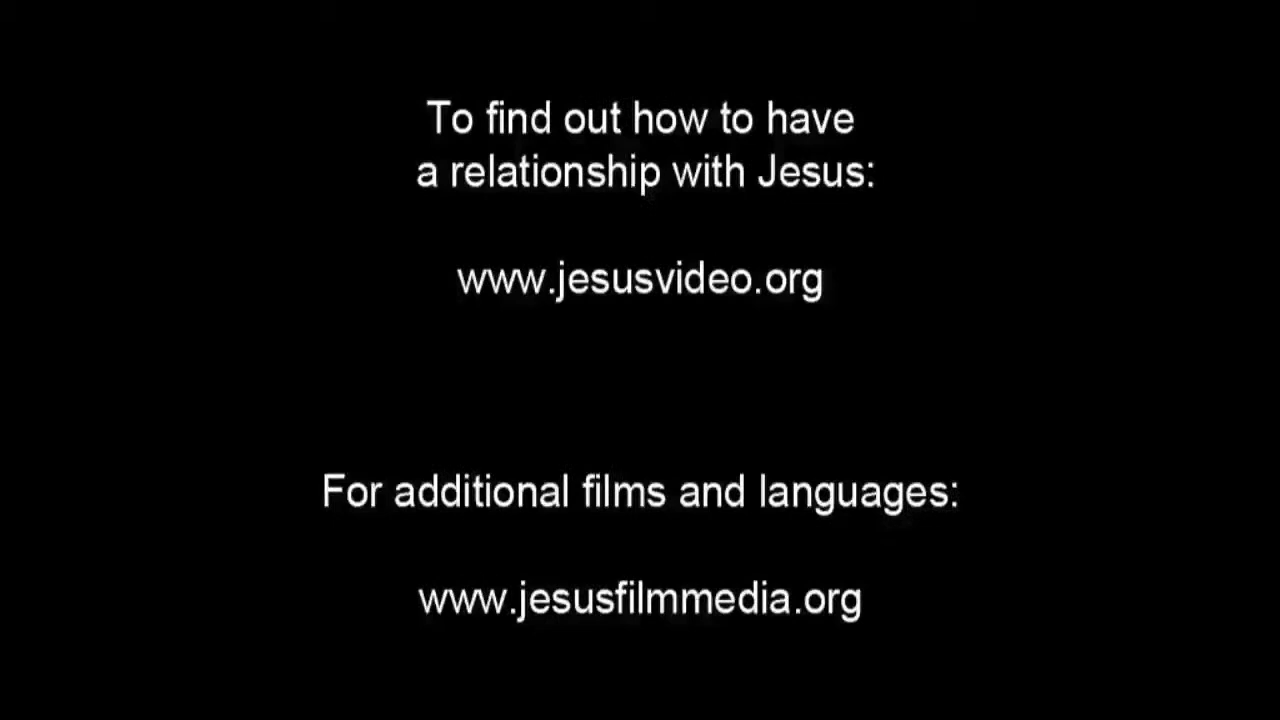 To find out how to have
a relationship with Jesus:
www.jesusvideo.org
For additional films and languages:
www.jesusfilmmedia.org